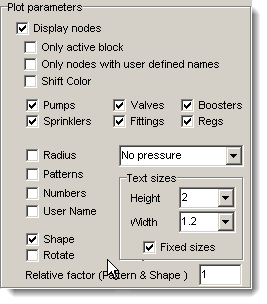 Plot parameters
Display nodes
Only active block
Only nodes with user defined names
Shift Color
Pumps Valves Boosters
Sprinklers Fittings Regs
Radius No pressure
Patterns
Text sizes
Numbers
Height 2
User Name
Width 1.2
Shape Fixed sizes
Rotate
Relative factor (Pattern & Shape ) 1